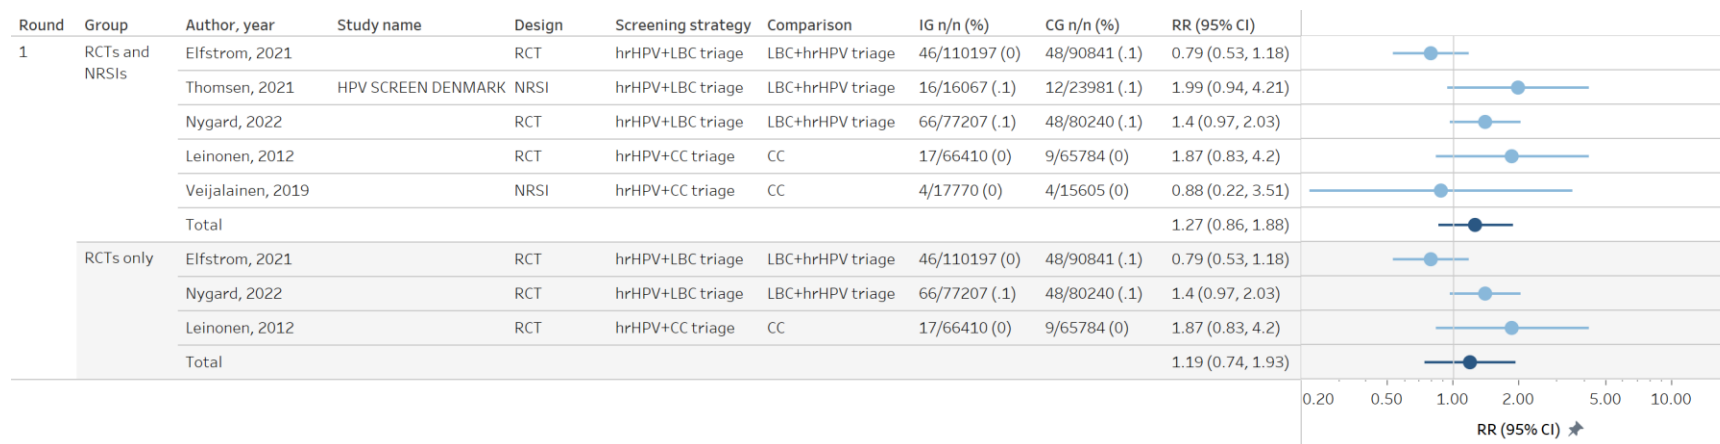 Round Group Author, year Study name Design Screening strategy Comparison IG n/n (%) CG n/n (%) RR (95% CI)
1 RCTs and NRSIs Elfstrom, 2021 RCT hrHPV+LBC triage LBC+hrHPV triage 46/110197 (0) 48/90841 (.1) 0.79 (0.53, 1.18)
Thomsen, 2021 HPV SCREEN DENMARK NRSI hrHPV+LBC triage LBC+hrHPV triage 16/16067 (.1) 12/23981 (.1) 1.99 (0.94, 4.21)
Nygard, 2022 RCT hrHPV+LBC triage LBC+hrHPV triage 66/77207 (.1) 48/80240 (.1) 1.4 (0.97, 2.03)
Leinonen, 2012 RCT hrHPV+CC triage CC 17/66410 (0) 9/65784 (0) 1.87 (0.83, 4.2)
Veijalainen, 2019 NRSI hrHPV+CC triage CC 4/17770 (0) 4/15605 (0) 0.88 (0.22, 3.51)
Total 1.27 (0.86, 1.88)
RCTs only Elfstrom, 2021 RCT hrHPV+LBC triage LBC+hrHPV triage 46/110197 (0) 48/90841 (.1) 0.79 (0.53, 1.18)
Nygard, 2022 RCT hrHPV+LBC triage LBC+hrHPV triage 66/77207 (.1) 48/80240 (.1) 1.4 (0.97, 2.03)
Leinonen, 2012 RCT hrHPV+CC triage CC 17/66410 (0) 9/65784 (0) 1.87 (0.83, 4.2)
Total 1.19 (0.74, 1.93)
0.20 0.50 1.00 2.00 5.00 10.00
RR (95% CI)